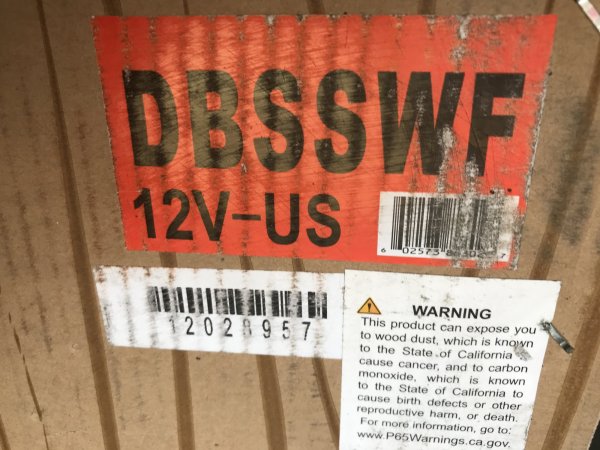 DBSSWF
12V-US
12028957
WARNING
This product can expose you
to wood dust, which is known
to the State of California
cause cancer, and to carbon
monoxide, which is known
to the State of California to
cause birth defects or other
reproductive harm, or death.
For more information, go to:
www.P65Warnings.ca.gov.